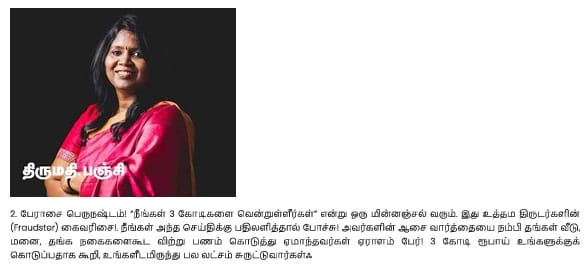 திருமதி. பஞ்சி
2. பேராசை பெருநஷ்டம்! "நீங்கள் 3 கோடிகளை வென்றுள்ளீர்கள்" என்று ஒரு மின்னஞ்சல் வரும். இது உத்தம திருடர்களின்
(Fraudster) கைவரிசை!. நீங்கள் அந்த செய்திக்கு பதிலளித்தால் போச்சு! அவர்களின் ஆசை வார்த்தையை நம்பி தங்கள் வீடு,
மனை, தங்க நகைகளைகூட விற்று பணம் கொடுத்து ஏமாந்தவர்கள் ஏராளம் பேர்! 3 கோடி ரூபாய் உங்களுக்குக்
கொடுப்பதாக கூறி, உங்களீடமிருந்து பல லட்சம் சுருட்டுவார்கள்ஃ